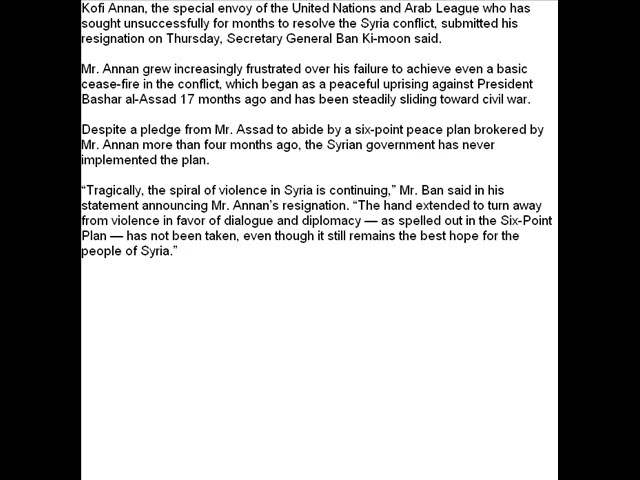 Kofi Annan, the special envoy of the United Nations and Arab League who has
sought unsuccessfully for months to resolve the Syria conflict, submitted his
resignation on Thursday, Secretary General Ban Ki-moon said.
Mr. Annan grew increasingly frustrated over his failure to achieve even a basic
cease-fire in the conflict, which began as a peaceful uprising against President
Bashar al-Assad 17 months ago and has been steadily sliding toward civil war.
Despite a pledge from Mr. Assad to abide by a six-point peace plan brokered by
Mr. Annan more than four months ago, the Syrian government has never
implemented the plan.
“Tragically, the spiral of violence in Syria is continuing,” Mr. Ban said in his
statement announcing Mr. Annan’s resignation. “The hand extended to turn away
from violence in favor of dialogue and diplomacy — as spelled out in the Six-Point
Plan — has not been taken, even though it still remains the best hope for the
people of Syria.”